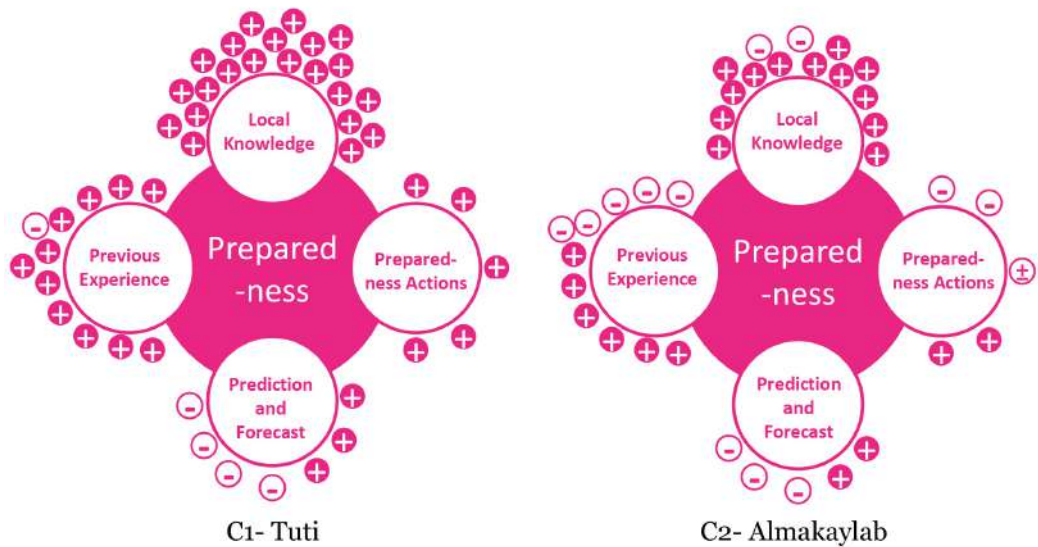 Local
Knowledge
Previous
Experience
Prepared
-ness
Prepared-
ness Actions
Prediction
and
Forecast
C1- Tuti
Local
Knowledge
Previous
Experience
Prepared
-ness
Prepared-
ness Actions
Prediction
and
Forecast
C2- Almakaylab